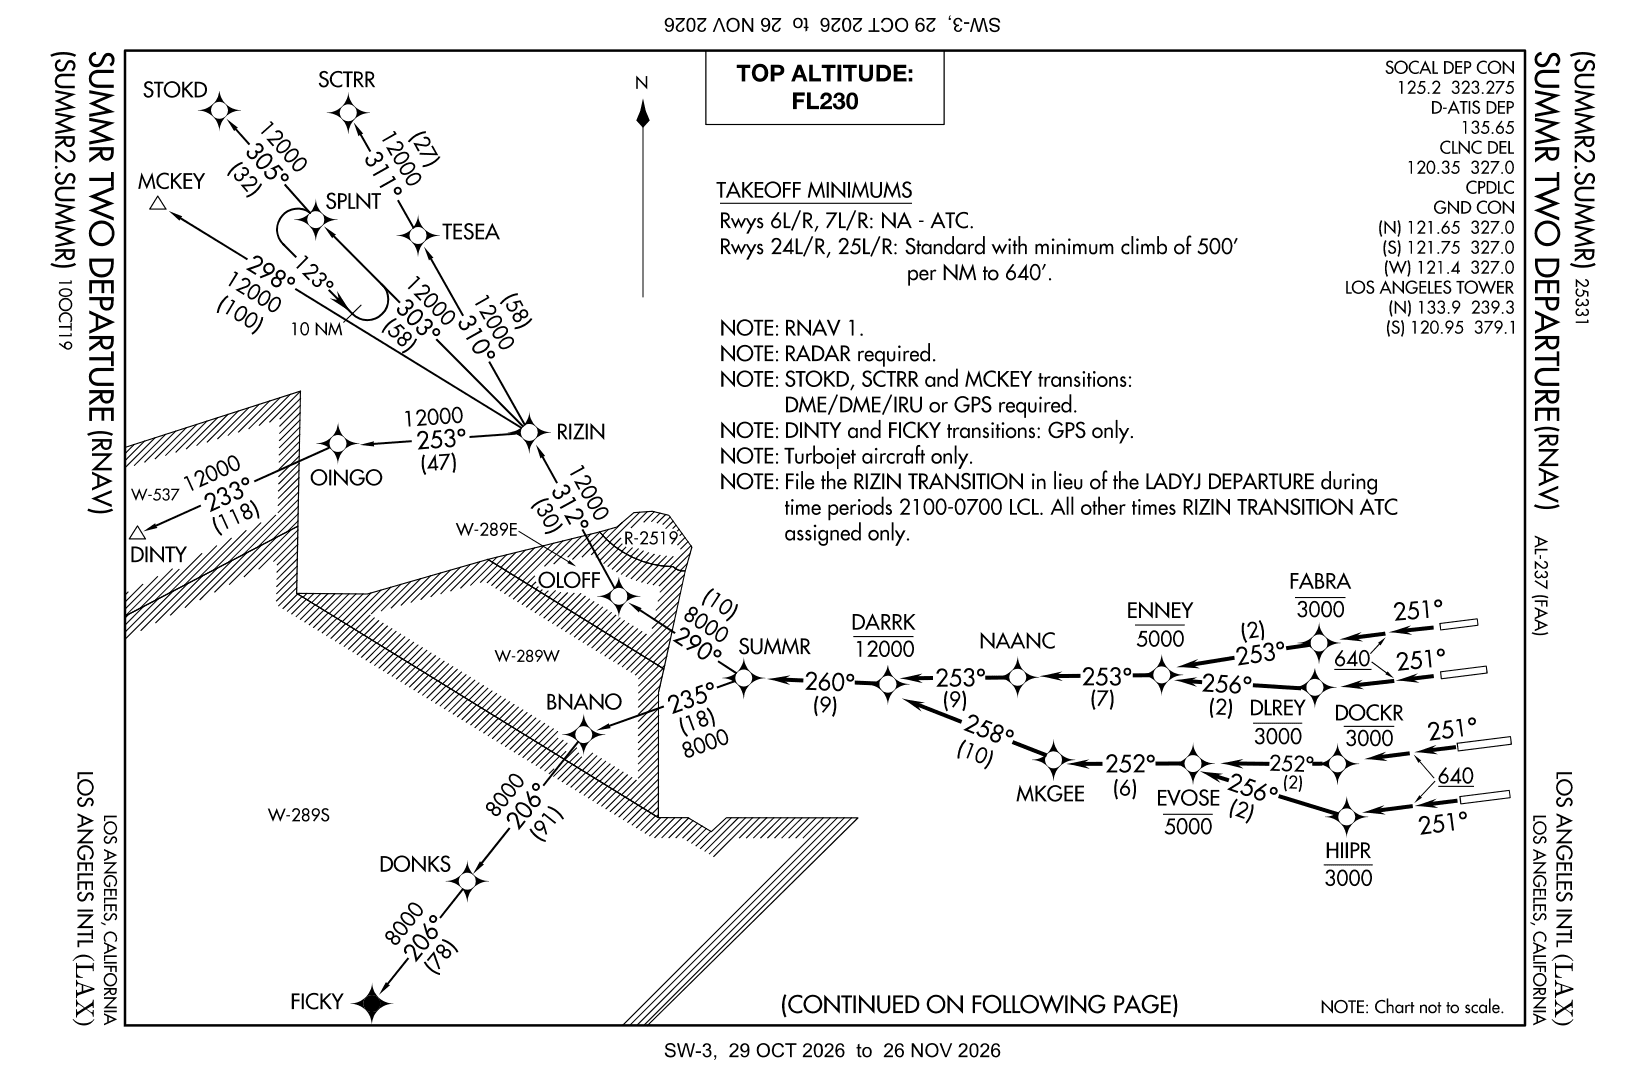 SW-3, 29 OCT 2026 to 26 NOV 2026
(SUMMR2.SUMMR) 10OCT19
SUMMR TWO DEPARTURE (RNAV)
LOS ANGELES, CALIFORNIA
LOS ANGELES INTL (LAX)
(SUMMR2.SUMMR) 25331
SUMMR TWO DEPARTURE (RNAV)
AL-237 (FAA)
LOS ANGELES INTL (LAX)
LOS ANGELES, CALIFORNIA
TOP ALTITUDE:
FL230
N
SOCAL DEP CON
125.2 323.275
D-ATIS DEP
135.65
CLNC DEL
120.35 327.0
CPDLC
GND CON
(N) 121.65 327.0
(S) 121.75 327.0
(W) 121.4 327.0
LOS ANGELES TOWER
(N) 133.9 239.3
(S) 120.95 379.1
TAKEOFF MINIMUMS
Rwys 6L/R, 7L/R: NA - ATC.
Rwys 24L/R, 25L/R: Standard with minimum climb of 500'
per NM to 640'.
NOTE: RNAV 1.
NOTE: RADAR required.
NOTE: STOKD, SCTRR and MCKEY transitions:
DME/DME/IRU or GPS required.
NOTE: DINTY and FICKY transitions: GPS only.
NOTE: Turbojet aircraft only.
NOTE: File the RIZIN TRANSITION in lieu of the LADYJ DEPARTURE during
time periods 2100-0700 LCL. All other times RIZIN TRANSITION ATC
assigned only.
STOKD
SCTRR
MCKEY
SPLNT
TESEA
12000
305°
(32)
(27)
12000
311°
123°
10 NM
298°
12000
(100)
12000
303°
(58)
(58)
12000
310°
RIZIN
12000
253°
(47)
OINGO
12000
233°
(118)
W-537
DINTY
12000
312°
(30)
W-289E
R-2519
OLOFF
(10)
8000
290°
SUMMR
W-289W
BNANO
235°
(18)
8000
W-289S
8000
206°
(91)
DONKS
8000
206°
(78)
FICKY
260°
(9)
DARRK
12000
253°
(9)
NAANC
253°
(7)
ENNEY
5000
(2)
253°
FABRA
3000
251°
640
256°
(2)
DLREY
3000
251°
258°
(10)
MKGEE
252°
(6)
EVOSE
5000
252°
(2)
DOCKR
3000
251°
640
256°
(2)
HIIPR
3000
251°
(CONTINUED ON FOLLOWING PAGE)
NOTE: Chart not to scale.
SW-3, 29 OCT 2026 to 26 NOV 2026